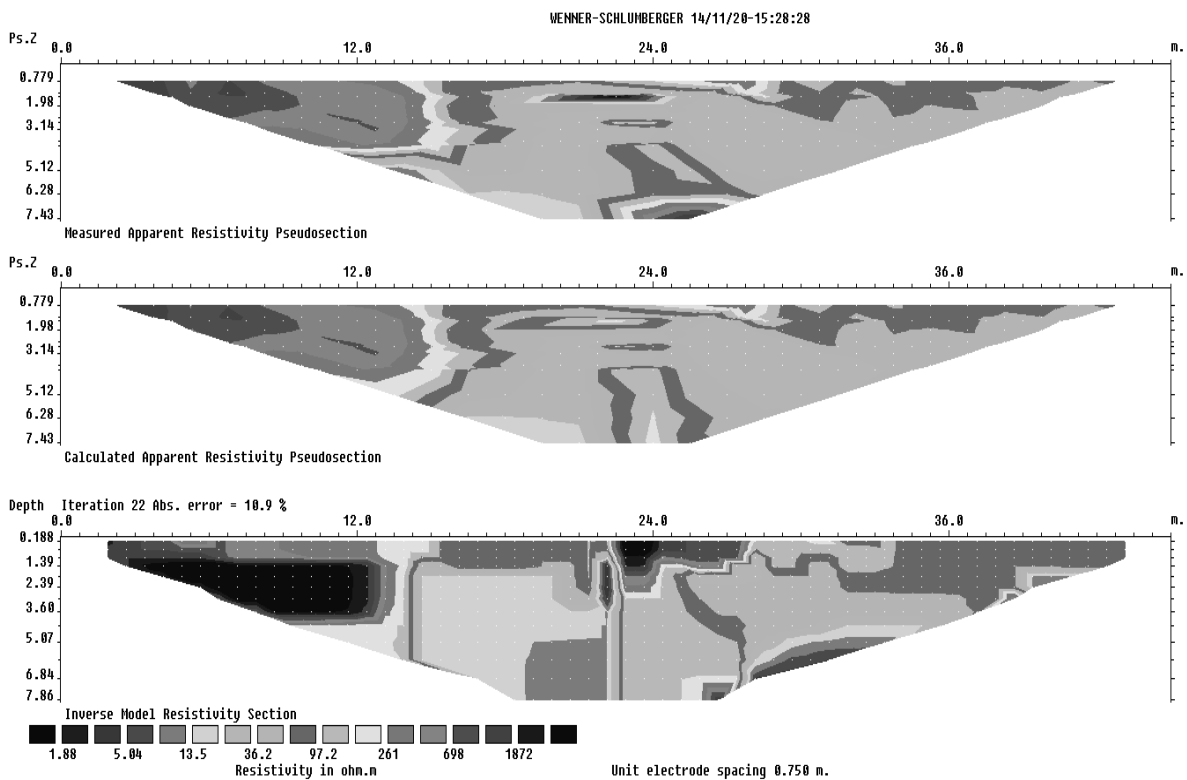 WENNER-SCHLUMBERGER 14/11/20-15:28:28
Ps.Z 0.0 12.0 24.0 36.0 m.
0.779
1.98
3.14
5.12
6.28
7.43
Measured Apparent Resistivity Pseudosection
Ps.Z 0.0 12.0 24.0 36.0 m.
0.779
1.98
3.14
5.12
6.28
7.43
Calculated Apparent Resistivity Pseudosection
Depth Iteration 22 Abs. error = 10.9 %
0.0 12.0 24.0 36.0 m.
0.188
1.39
2.39
3.60
5.07
6.84
7.86
Inverse Model Resistivity Section
1.88 5.04 13.5 36.2 97.2 261 698 1872
Resistivity in ohm.m Unit electrode spacing 0.750 m.